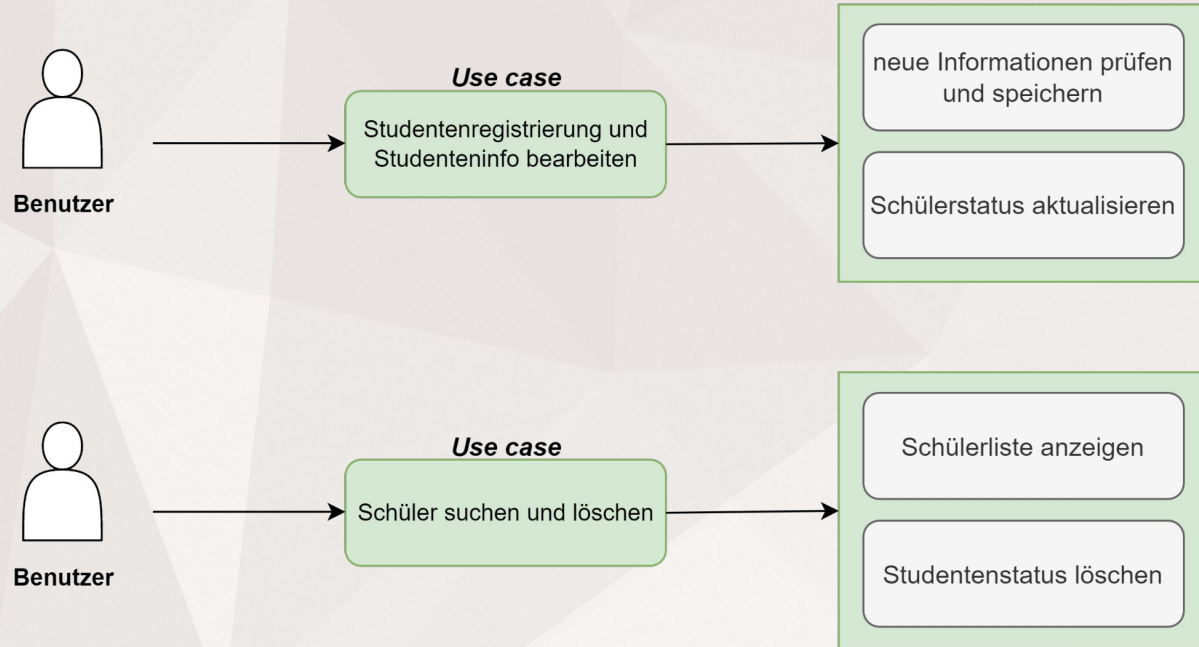 Use case
neue Informationen prüfen
und speichern
Studentenregistrierung und
Studenteninfo bearbeiten
Benutzer
Schülerstatus aktualisieren
Use case
Schülerliste anzeigen
Schüler suchen und löschen
Benutzer
Studentenstatus löschen